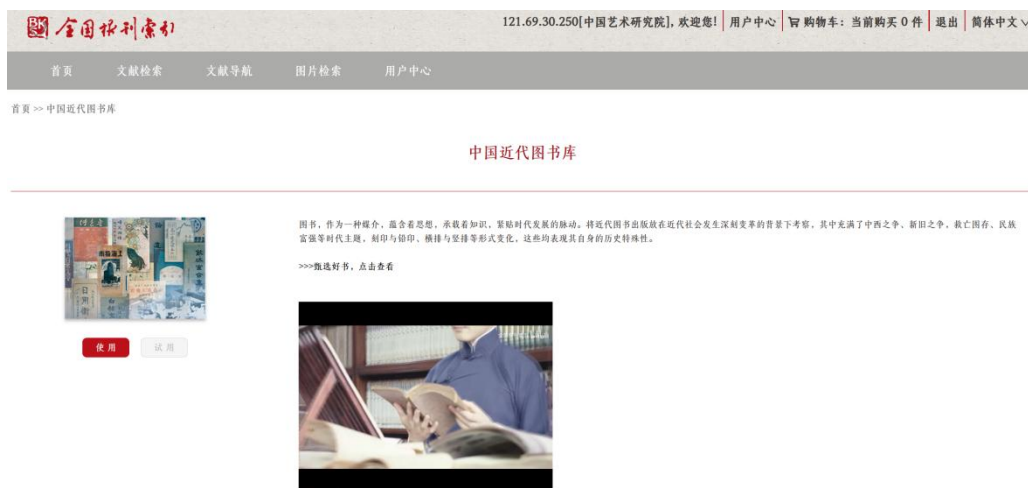 全国报刊索引
121.69.30.250[中国艺术研究院], 欢迎您! 用户中心 购物车：当前购买 0 件 退出 简体中文
首页 文献检索 文献导航 图片检索 用户中心
首页 >> 中国近代图书库
中国近代图书库
图书，作为一种媒介，蕴含着思想，承载着知识，紧贴时代发展的脉动。将近代图书出版放在近代社会发生深刻变革的背景下考察，其中充满了中西之争、新旧之争，救亡图存、民族
富强等时代主题，刻印与铅印，横排与竖排等形式变化，这些均表现其自身的历史特殊性。
>>>甄选好书，点击查看
使用 试用